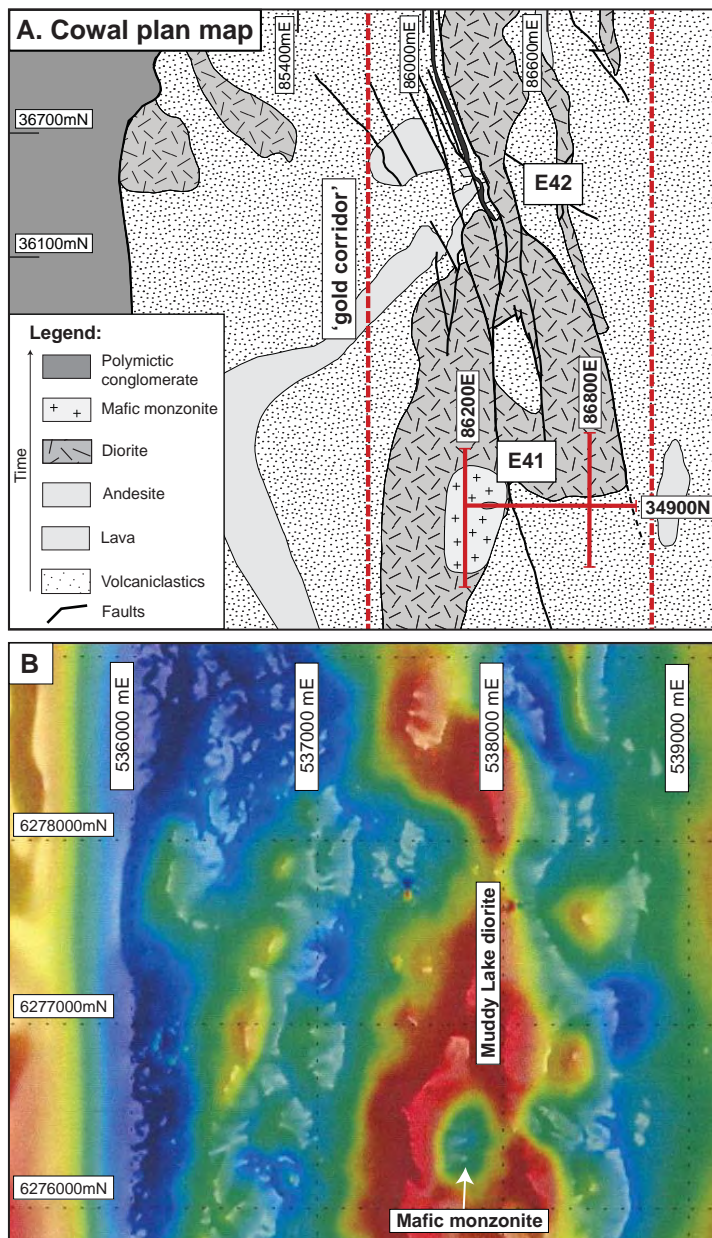 A. Cowal plan map
85400mE
86000mE
86600mE
36700mN
36100mN
E42
'gold corridor'
Legend:
Time
Polymictic
conglomerate
Mafic monzonite
Diorite
Andesite
Lava
Volcaniclastics
Faults
86200E
86800E
E41
34900N
B
536000 mE
537000 mE
538000 mE
539000 mE
6278000mN
Muddy Lake diorite
6277000mN
6276000mN
Mafic monzonite